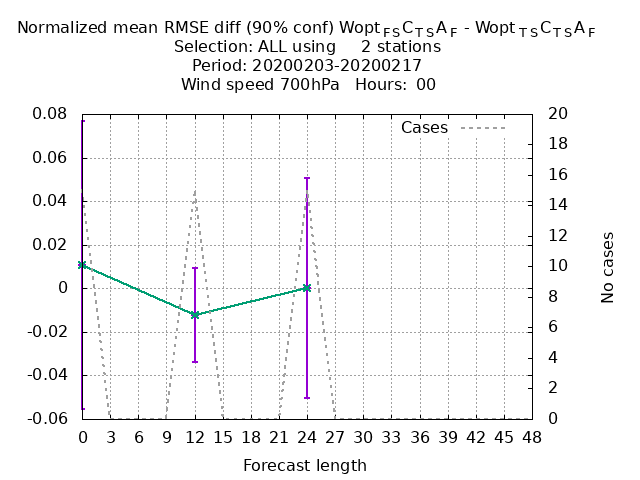 Normalized mean RMSE diff (90% conf) Wopt FS C TS A F - Wopt TS C TS A F
Selection: ALL using 2 stations
Period: 20200203-20200217
Wind speed 700hPa Hours: 00
Cases
0.08
0.06
0.04
0.02
0
-0.02
-0.04
-0.06
20
18
16
14
12
10
8
6
4
2
0
No cases
0 3 6 9 12 15 18 21 24 27 30 33 36 39 42 45 48
Forecast length